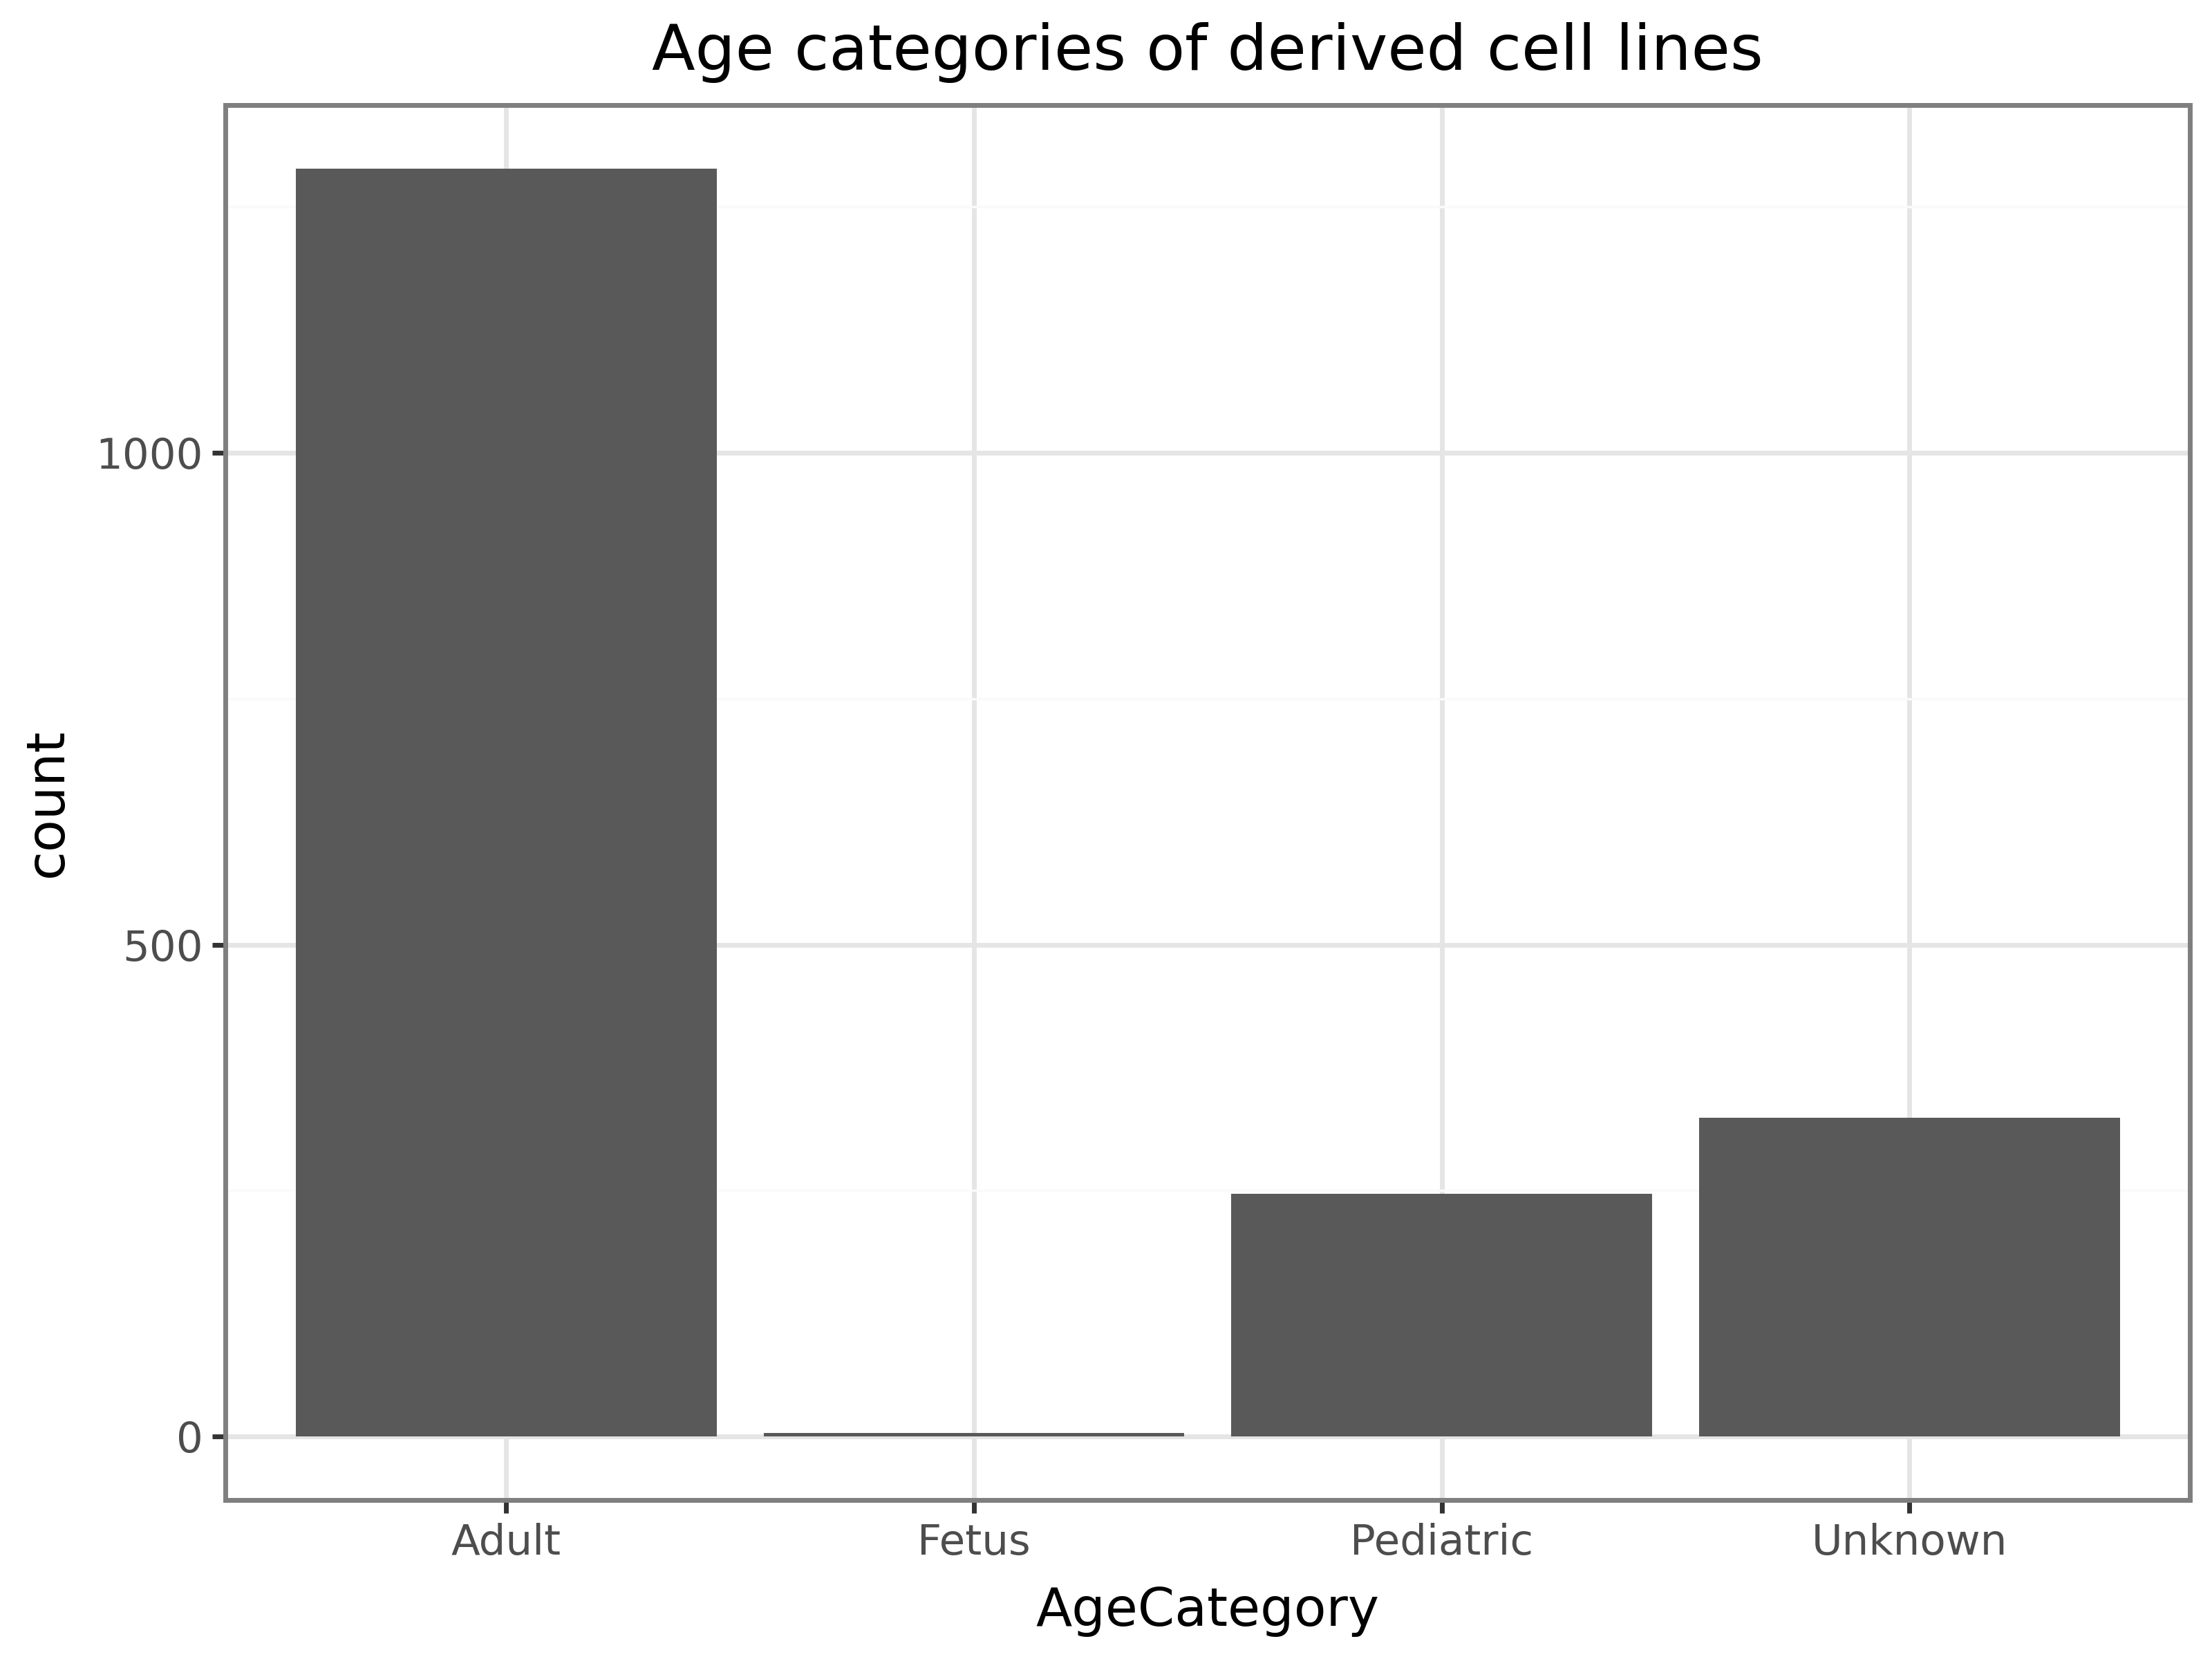 Age categories of derived cell lines
count
1000
500
0
Adult Fetus Pediatric Unknown
AgeCategory